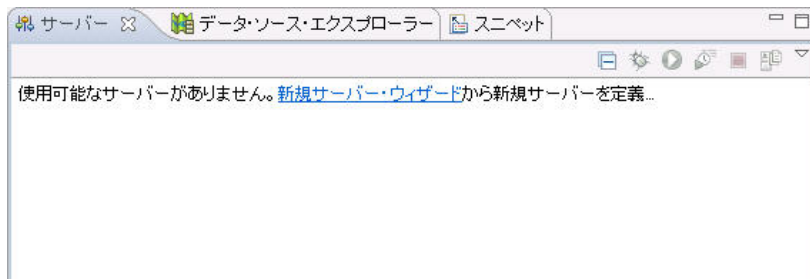 サーバー データ・ソース・エクスプローラー スニペット
使用可能なサーバーがありません。新規サーバー・ウィザードから新規サーバーを定義...